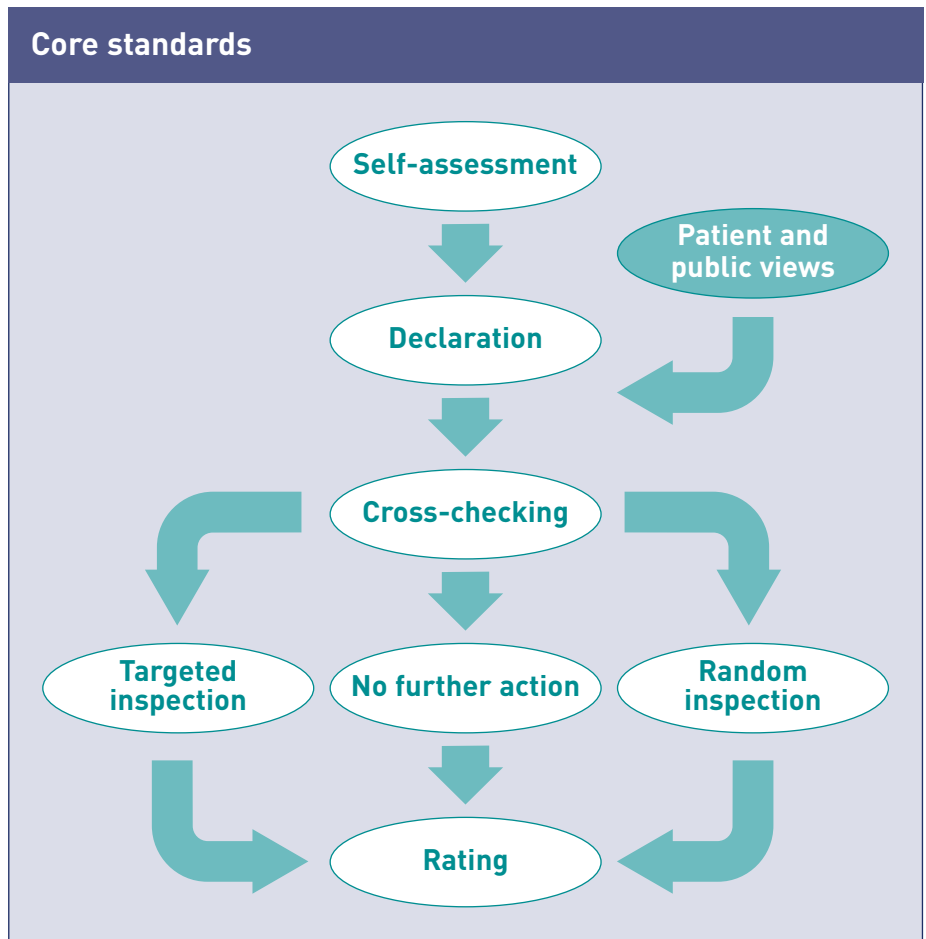 Core standards
Self-assessment
Patient and
public views
Declaration
Cross-checking
Targeted
inspection
No further action
Random
inspection
Rating